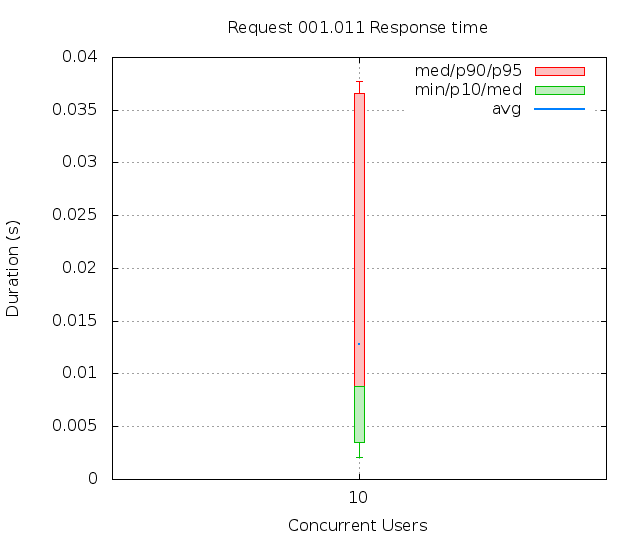 Request 001.011 Response time
med/p90/p95
min/p10/med
avg
0.04
0.035
0.03
0.025
0.02
0.015
0.01
0.005
0
Duration (s)
10
Concurrent Users